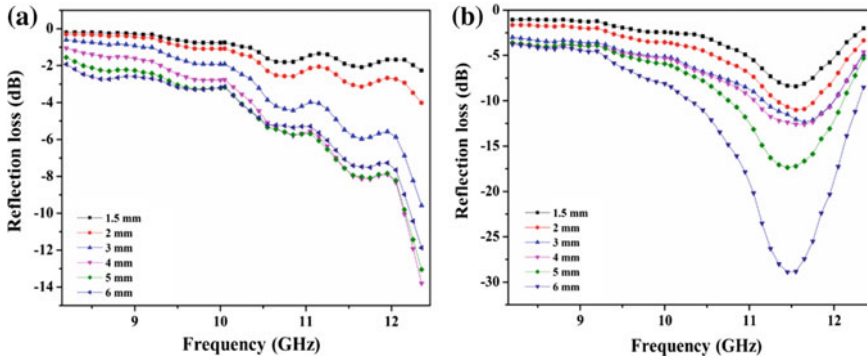 (a)
0
-2
-4
-6
-8
-10
-12
-14
Reflection loss (dB)
1.5 mm
2 mm
3 mm
4 mm
5 mm
6 mm
9
10
11
12
Frequency (GHz)
(b)
0
-5
-10
-15
-20
-25
-30
Reflection loss (dB)
1.5 mm
2 mm
3 mm
4 mm
5 mm
6 mm
9
10
11
12
Frequency (GHz)